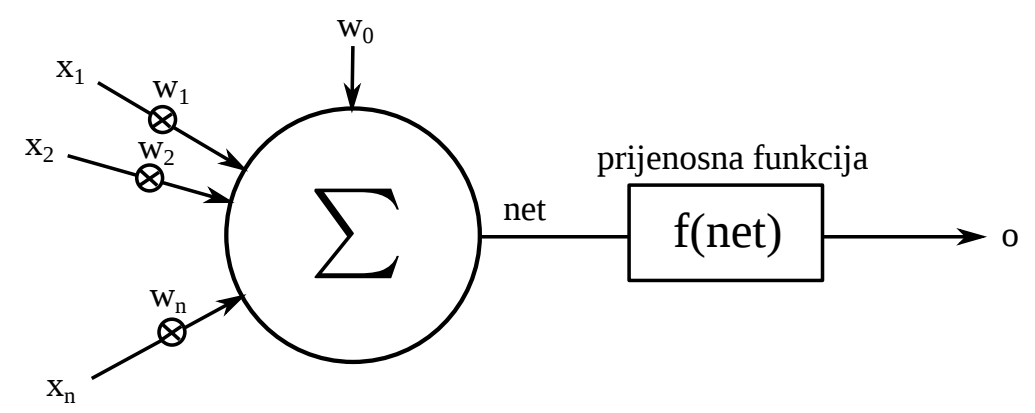 w₀
x₁
w₁
x₂
w₂
prijenosna funkcija
net
∑
f(net)
o
wₙ
xₙ